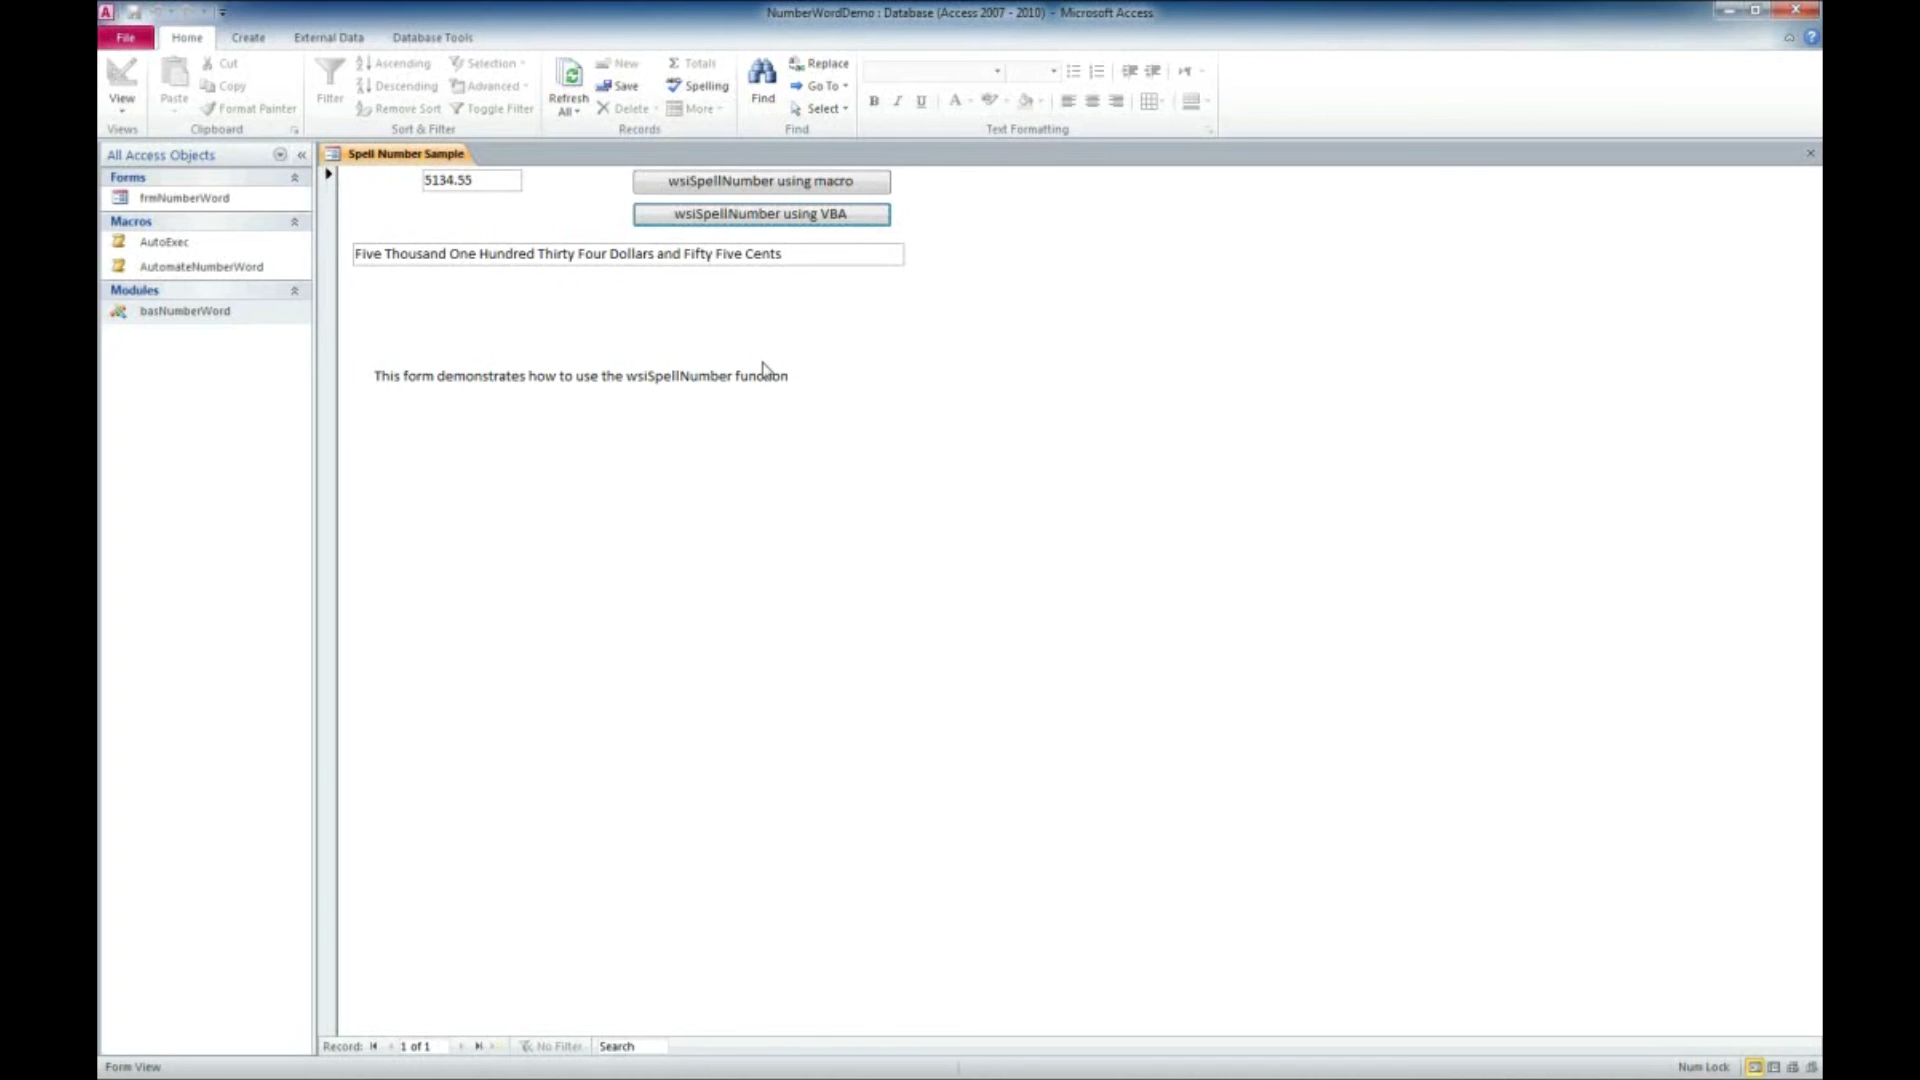 NumberWordDemo : Database (Access 2007 - 2010) - Microsoft Access
File Home Create External Data Database Tools
View
Views
Paste
Cut
Copy
Format Painter
Clipboard
Filter
Ascending
Descending
Remove Sort
Selection
Advanced
Toggle Filter
Sort & Filter
Refresh
All
New
Save
Delete
Totals
Spelling
More
Records
Find
Replace
Go To
Select
Find
B I U A
Text Formatting
All Access Objects
Forms
frmNumberWord
Macros
AutoExec
AutomateNumberWord
Modules
basNumberWord
Spell Number Sample
5134.55
wsiSpellNumber using macro
wsiSpellNumber using VBA
Five Thousand One Hundred Thirty Four Dollars and Fifty Five Cents
This form demonstrates how to use the wsiSpellNumber function
Record: 1 of 1 No Filter Search
Form View
Num Lock